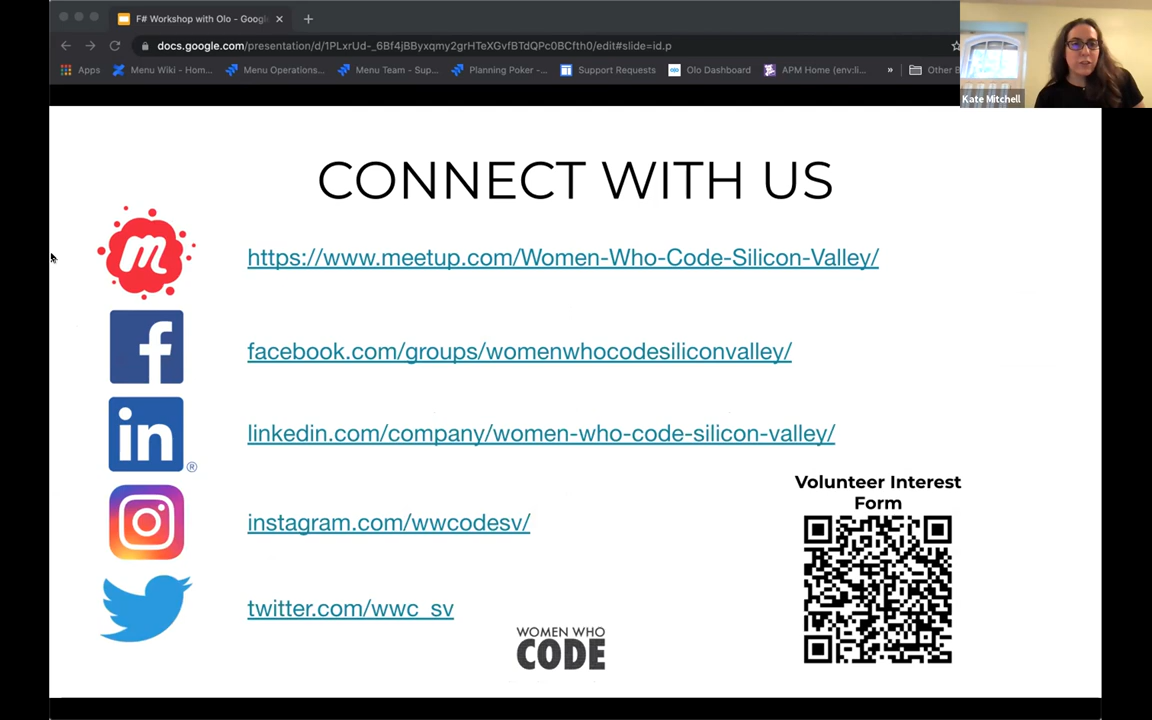 F# Workshop with Olo - Googl
docs.google.com/presentation/d/1PLxrUd-_6Bf4jBByxqmy2grHTeXGvfBTdQPc0BCfth0/edit#slide=id.p
Apps
Menu Wiki - Hom...
Menu Operations...
Menu Team - Sup...
Planning Poker -...
Support Requests
Olo Dashboard
APM Home (env:li...
»
Other B
Kate Mitchell
CONNECT WITH US
m
https://www.meetup.com/Women-Who-Code-Silicon-Valley/
f
facebook.com/groups/womenwhocodesiliconvalley/
in®
linkedin.com/company/women-who-code-silicon-valley/
Volunteer Interest
Form
instagram.com/wwcodesv/
twitter.com/wwc_sv
WOMEN WHO
CODE